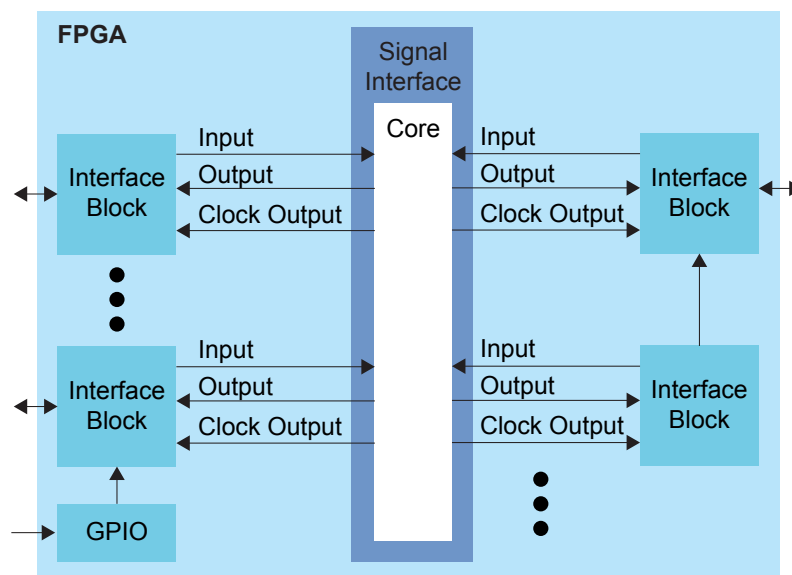 FPGA
Signal
Interface
Core
Input
Output
Clock Output
Interface
Block
Input
Output
Clock Output
Interface
Block
Input
Output
Clock Output
Interface
Block
Input
Output
Clock Output
Interface
Block
GPIO